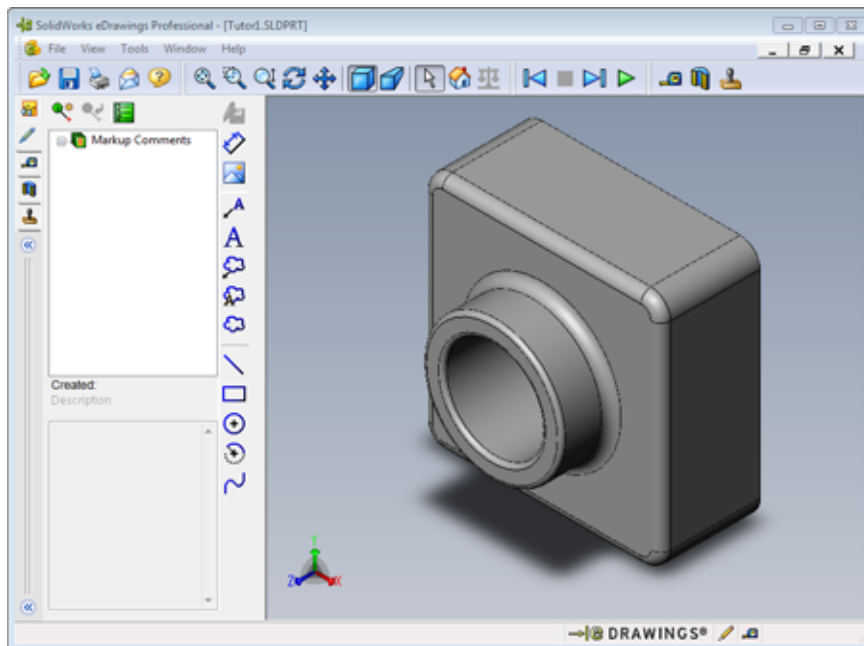 SolidWorks eDrawings Professional - [Tutor1.SLDPRT]
File View Tools Window Help
Markup Comments
A
A
Created:
Description:
Y
Z X
DRAWINGS®